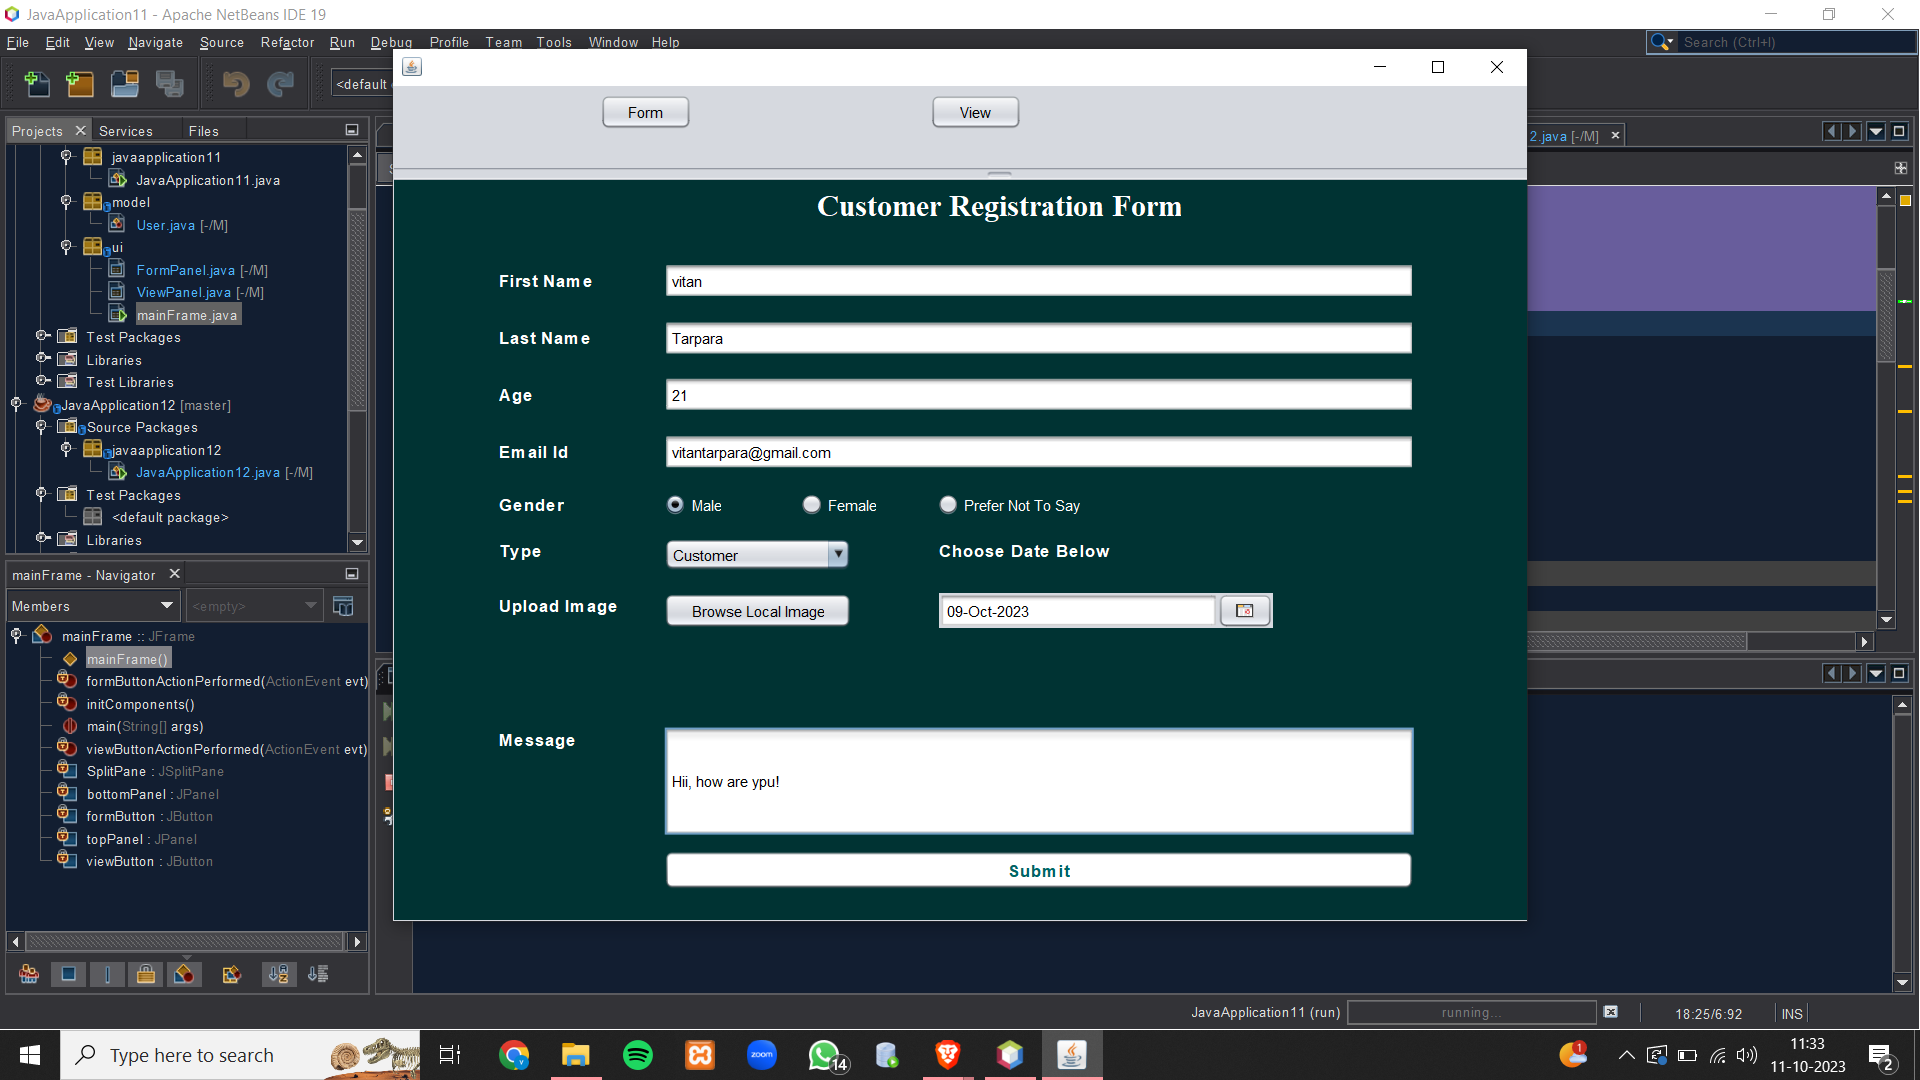 JavaApplication11 - Apache NetBeans IDE 19
File Edit View Navigate Source Refactor Run Debug Profile Team Tools Window Help
Search (Ctrl+I)
<default
Form
View
Projects
Services
Files
2.java [-/M]
javaapplication11
JavaApplication11.java
model
User.java [-/M]
ui
FormPanel.java [-/M]
ViewPanel.java [-/M]
mainFrame.java
Test Packages
Libraries
Test Libraries
JavaApplication12 [master]
Source Packages
javaapplication12
JavaApplication12.java [-/M]
Test Packages
<default package>
Libraries
Customer Registration Form
First Name
vitan
Last Name
Tarpara
Age
21
Email Id
vitantarpara@gmail.com
Gender
Male
Female
Prefer Not To Say
Type
Customer
Choose Date Below
Upload Image
Browse Local Image
09-Oct-2023
Message
Hii, how are ypu!
Submit
mainFrame - Navigator
Members
<empty>
mainFrame :: JFrame
mainFrame()
formButtonActionPerformed(ActionEvent evt)
initComponents()
main(String[] args)
viewButtonActionPerformed(ActionEvent evt)
SplitPane : JSplitPane
bottomPanel : JPanel
formButton : JButton
topPanel : JPanel
viewButton : JButton
JavaApplication11 (run)
running...
18:25/6:92
INS
Type here to search
zoom
14
1
11:33
11-10-2023
2